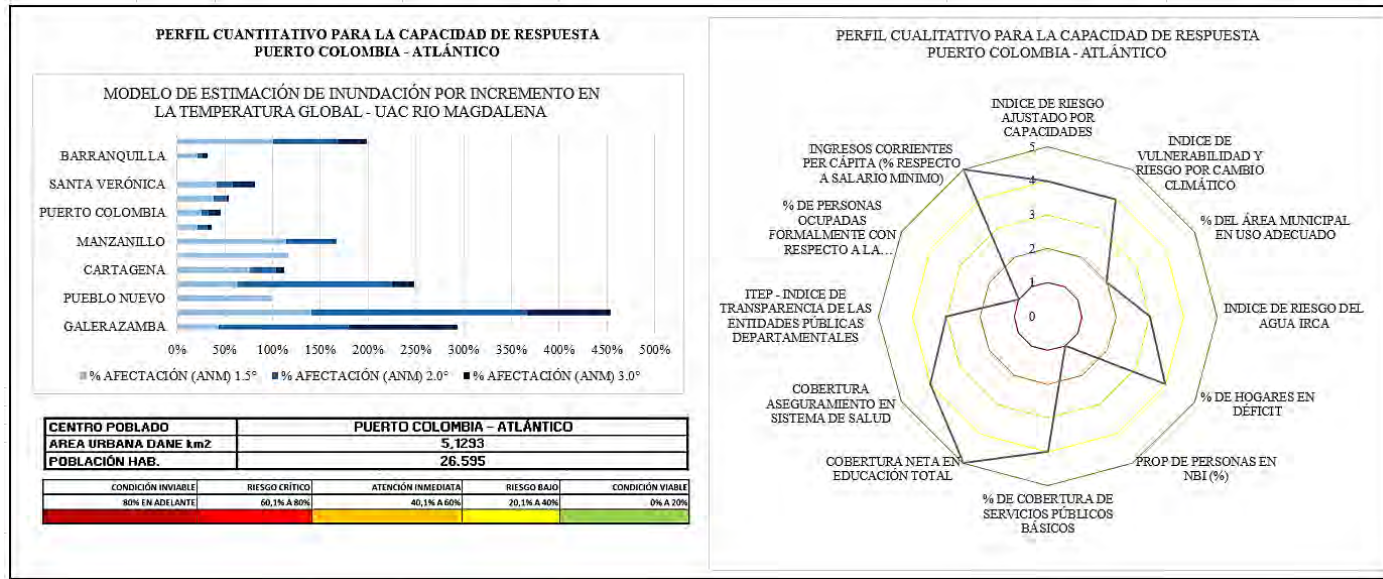 PERFIL CUANTITATIVO PARA LA CAPACIDAD DE RESPUESTA
PUERTO COLOMBIA - ATLÁNTICO
MODELO DE ESTIMACIÓN DE INUNDACIÓN POR INCREMENTO EN
LA TEMPERATURA GLOBAL - UAC RIO MAGDALENA
BARRANQUILLA
SANTA VERÓNICA
PUERTO COLOMBIA
MANZANILLO
CARTAGENA
PUEBLO NUEVO
GALERAZAMBA
0% 50% 100% 150% 200% 250% 300% 350% 400% 450% 500%
% AFECTACIÓN (ANM) 1.5° % AFECTACIÓN (ANM) 2.0° % AFECTACIÓN (ANM) 3.0°
CENTRO POBLADO PUERTO COLOMBIA – ATLÁNTICO
AREA URBANA DANE km2 5,1293
POBLACIÓN HAB. 26.595
CONDICIÓN INVIABLE RIESGO CRÍTICO ATENCIÓN INMEDIATA RIESGO BAJO CONDICIÓN VIABLE
80% EN ADELANTE 60,1% A 80% 40,1% A 60% 20,1% A 40% 0% A 20%
PERFIL CUALITATIVO PARA LA CAPACIDAD DE RESPUESTA
PUERTO COLOMBIA - ATLÁNTICO
INDICE DE RIESGO
AJUSTADO POR
CAPACIDADES
INDICE DE
VULNERABILIDAD Y
RIESGO POR CAMBIO
CLIMÁTICO
% DEL ÁREA MUNICIPAL
EN USO ADECUADO
INDICE DE RIESGO DEL
AGUA IRCA
% DE HOGARES EN
DÉFICIT
PROP DE PERSONAS EN
NBI (%)
% DE COBERTURA DE
SERVICIOS PÚBLICOS
BÁSICOS
COBERTURA NETA EN
EDUCACIÓN TOTAL
COBERTURA
ASEGURAMIENTO EN
SISTEMA DE SALUD
ITEP - INDICE DE
TRANSPARENCIA DE LAS
ENTIDADES PÚBLICAS
DEPARTAMENTALES
% DE PERSONAS
OCUPADAS
FORMALMENTE CON
RESPECTO A LA…
INGRESOS CORRIENTES
PER CÁPITA (% RESPECTO
A SALARIO MINIMO)
5
4
3
2
1
0